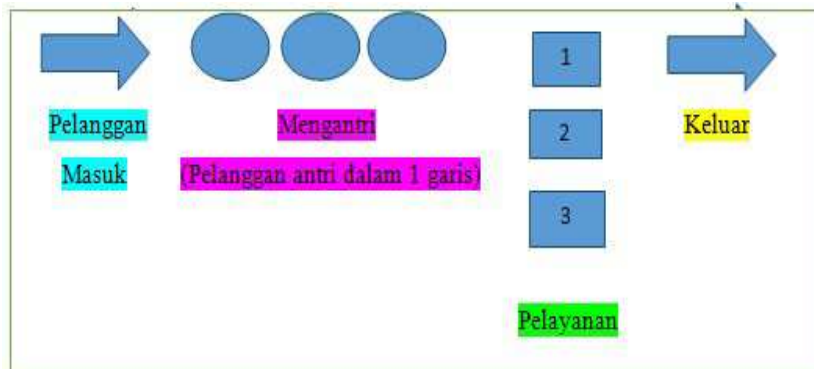 1
2
3
Pelanggan
Masuk
Mengantri
(Pelanggan antri dalam 1 garis)
Pelayanan
Keluar